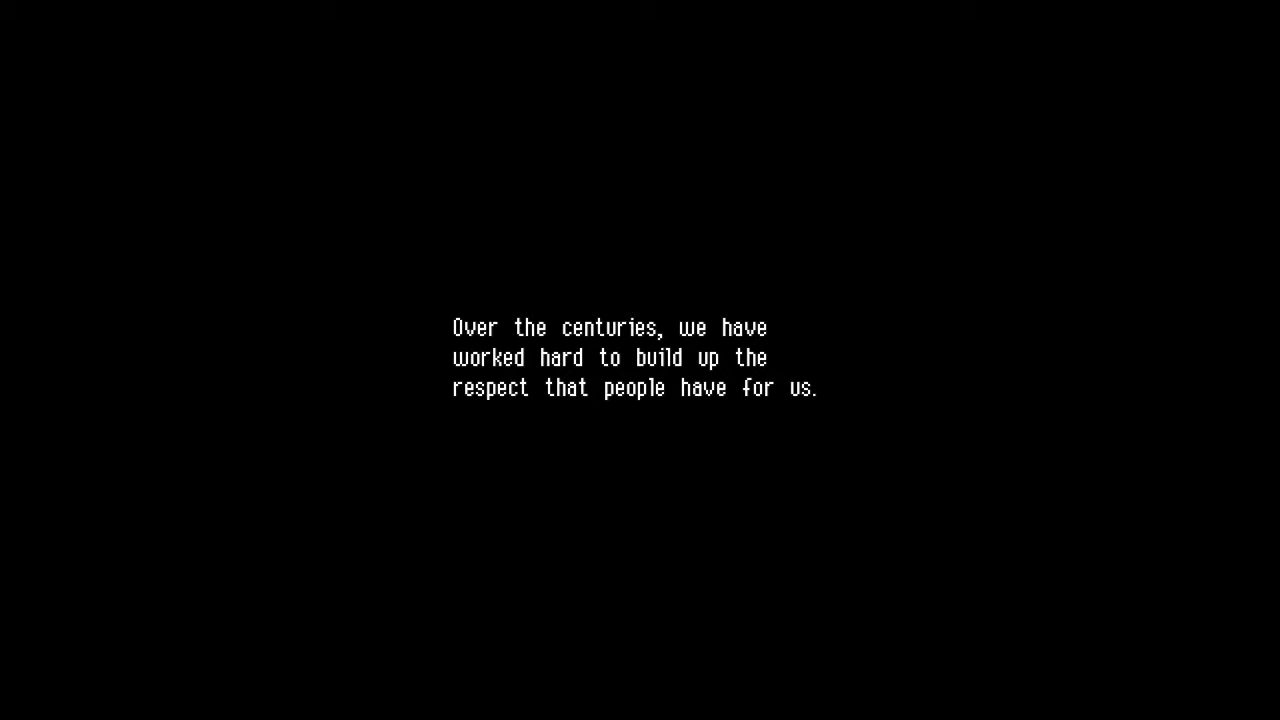 Over the centuries, we have
worked hard to build up the
respect that people have for us.